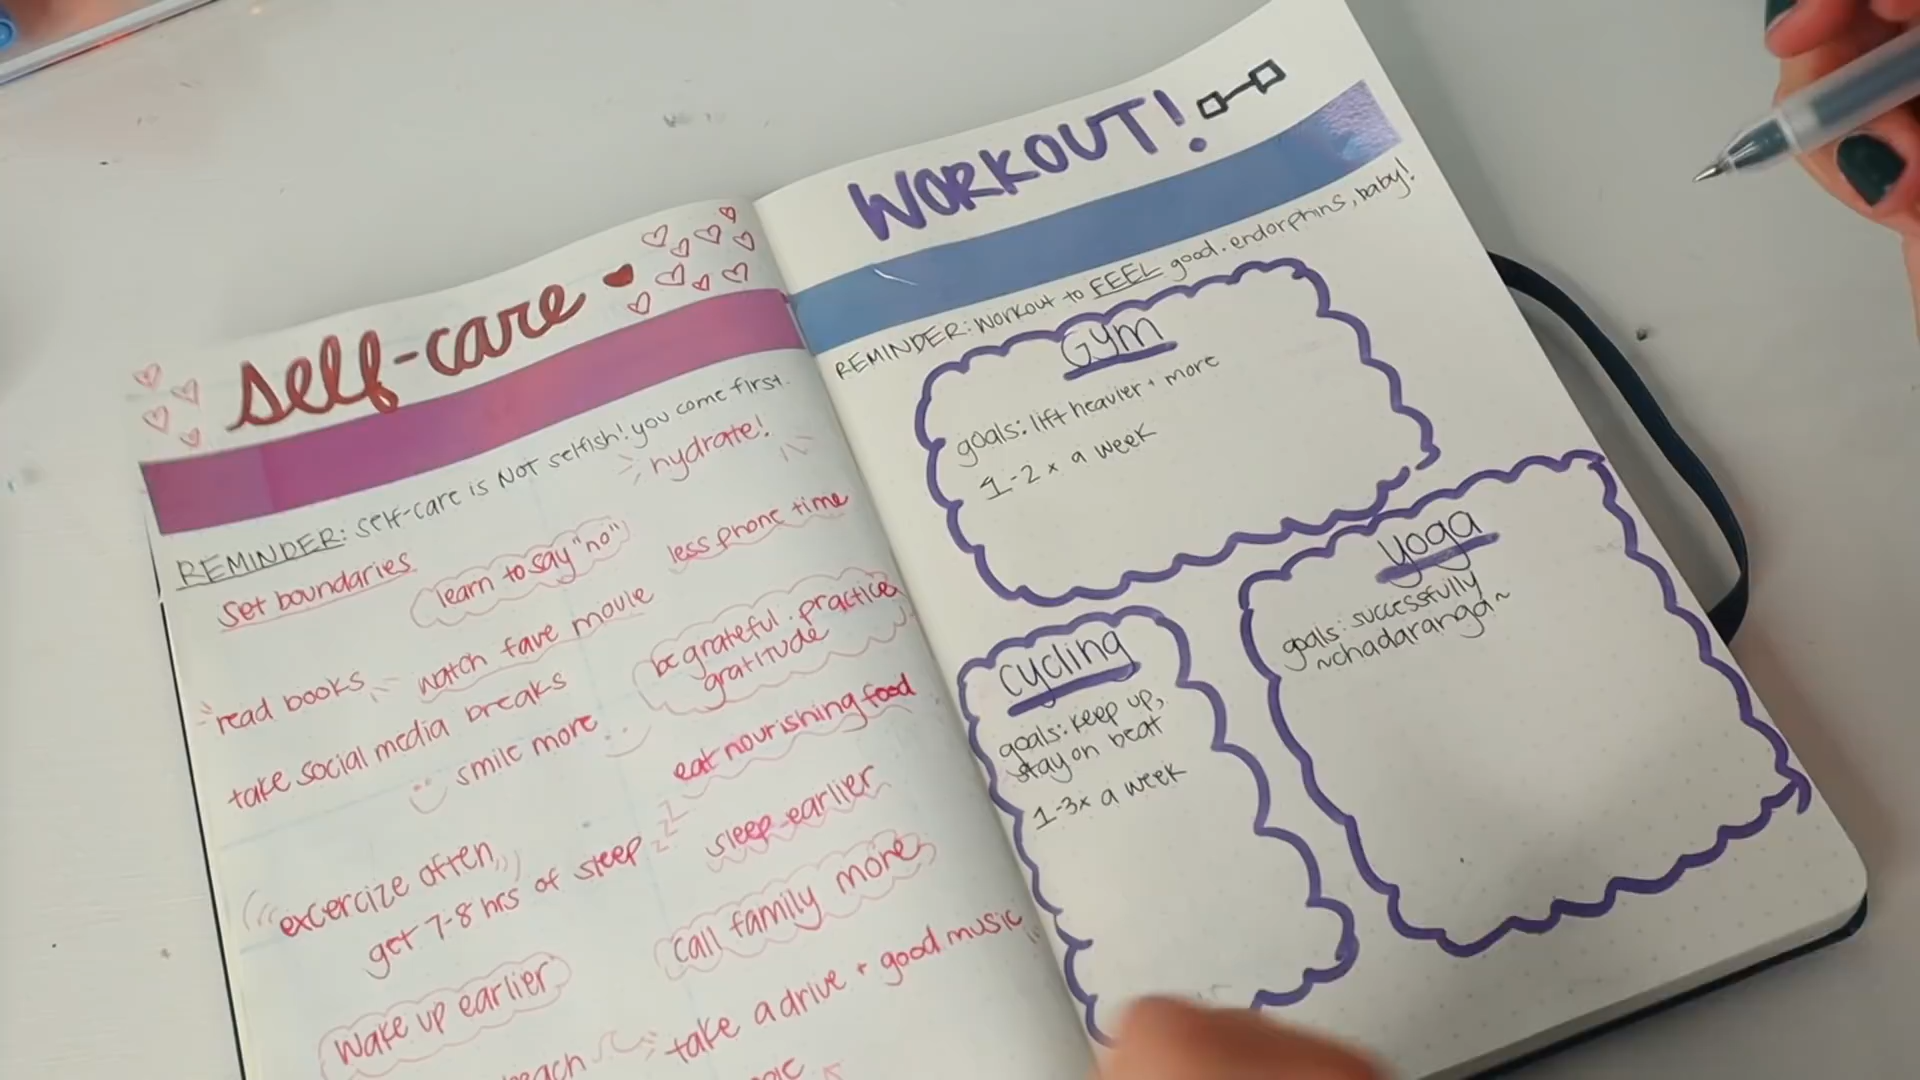 self-care
REMINDER: self-care is NOT selfish! you come first.
hydrate!
set boundaries
learn to say "no"
less phone time
read books
watch fave movie
be grateful. practice
gratitude
take social media breaks
smile more
eat nourishing food
excercize often
get 7-8 hrs of sleep
zzz
sleep earlier
wake up earlier
call family more
take a drive + good music
WORKOUT!
REMINDER: workout to FEEL good. endorphins, baby!
Gym
goals: lift heavier + more
1-2x a week
cycling
goals: keep up,
stay on beat
1-3x a week
yoga
goals: successfully
~chadaranga~